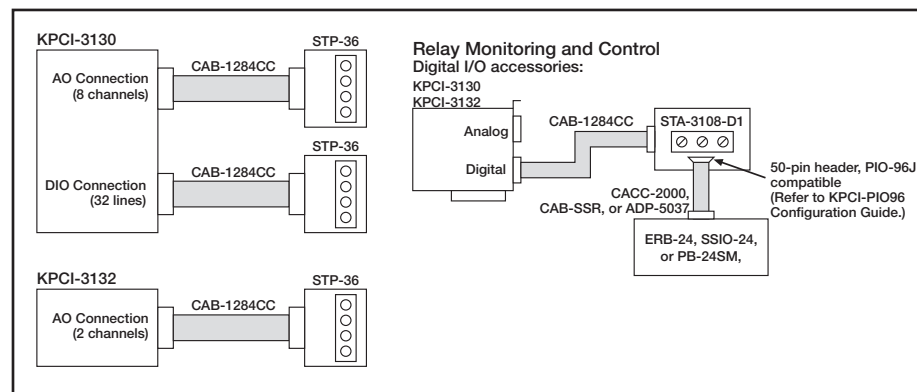 KPCI-3130
AO Connection
(8 channels)
CAB-1284CC
STP-36
DIO Connection
(32 lines)
CAB-1284CC
STP-36
KPCI-3132
AO Connection
(2 channels)
CAB-1284CC
STP-36
Relay Monitoring and Control
Digital I/O accessories:
KPCI-3130
KPCI-3132
Analog
Digital
CAB-1284CC
STA-3108-D1
50-pin header, PIO-96J
compatible
(Refer to KPCI-PIO96
Configuration Guide.)
CACC-2000,
CAB-SSR, or ADP-5037
ERB-24, SSIO-24,
or PB-24SM,